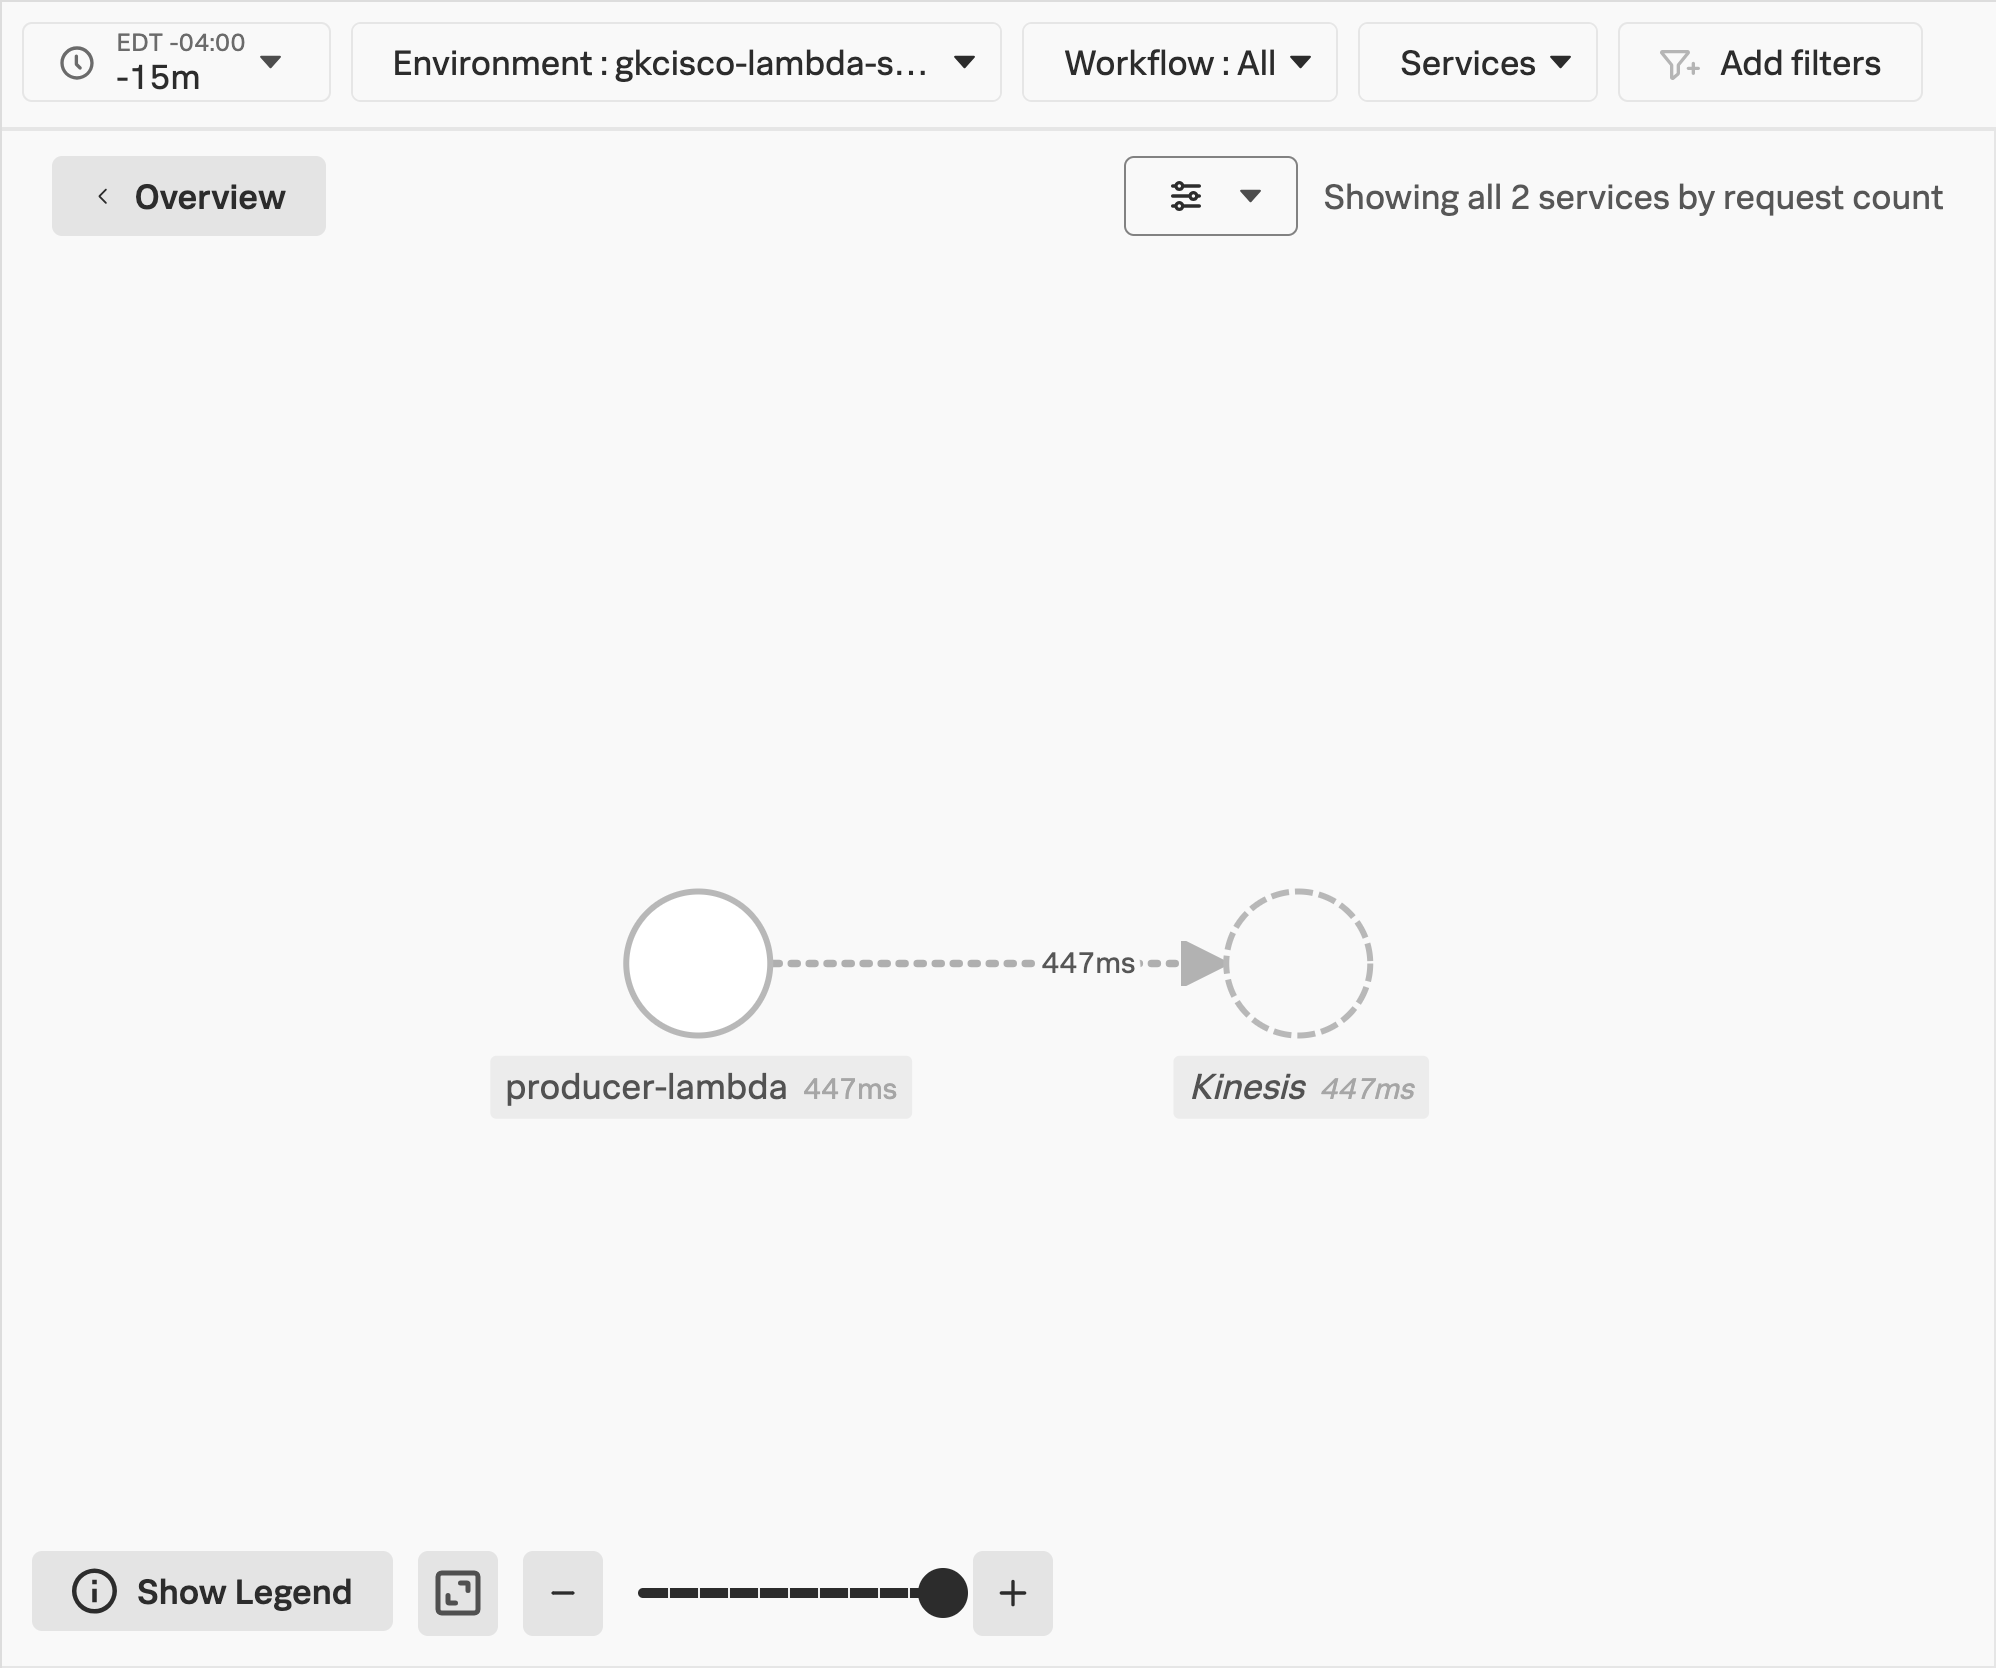 EDT -04:00
-15m
Environment : gkcisco-lambda-s...
Workflow : All
Services
Add filters
Overview
Showing all 2 services by request count
447ms
producer-lambda 447ms
Kinesis 447ms
Show Legend